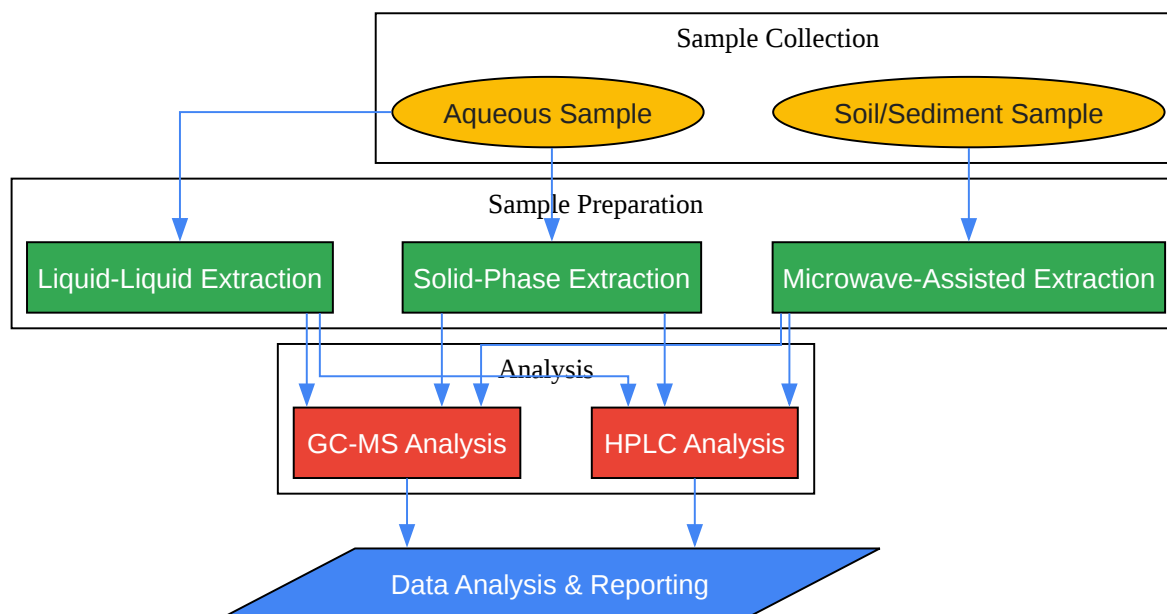 Sample Collection
Aqueous Sample
Soil/Sediment Sample
Sample Preparation
Liquid-Liquid Extraction
Solid-Phase Extraction
Microwave-Assisted Extraction
Analysis
GC-MS Analysis
HPLC Analysis
Data Analysis & Reporting